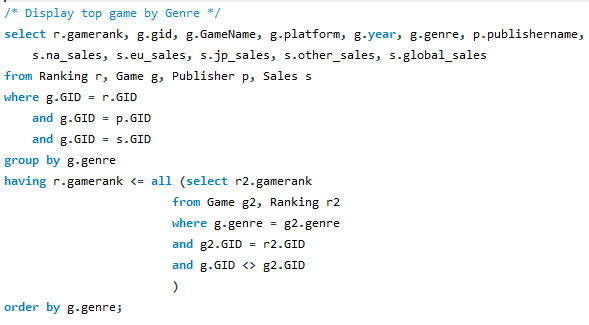 /* Display top game by Genre */
select r.gamerank, g.gid, g.GameName, g.platform, g.year, g.genre, p.publishername,
s.na_sales, s.eu_sales, s.jp_sales, s.other_sales, s.global_sales
from Ranking r, Game g, Publisher p, Sales s
where g.GID = r.GID
and g.GID = p.GID
and g.GID = s.GID
group by g.genre
having r.gamerank <= all (select r2.gamerank
from Game g2, Ranking r2
where g.genre = g2.genre
and g2.GID = r2.GID
and g.GID <> g2.GID
)
order by g.genre;